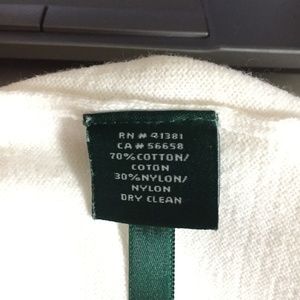 RN # 41381
CA # 56658
70%COTTON/
COTON
30%NYLON/
NYLON
DRY CLEAN